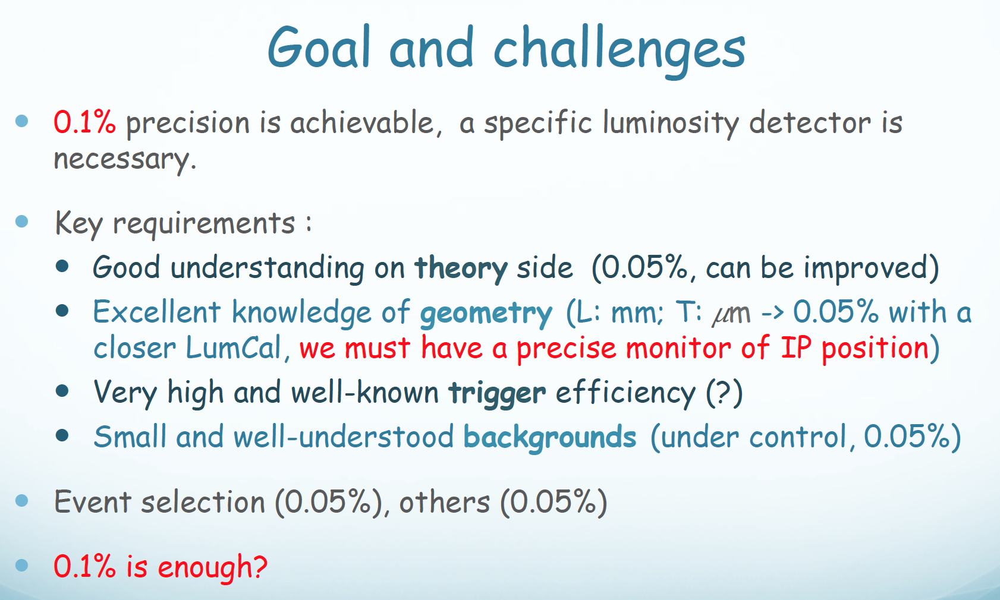 Goal and challenges
0.1% precision is achievable, a specific luminosity detector is
necessary.
Key requirements :
Good understanding on theory side (0.05%, can be improved)
Excellent knowledge of geometry (L: mm; T: μm -> 0.05% with a
closer LumCal, we must have a precise monitor of IP position)
Very high and well-known trigger efficiency (?)
Small and well-understood backgrounds (under control, 0.05%)
Event selection (0.05%), others (0.05%)
0.1% is enough?